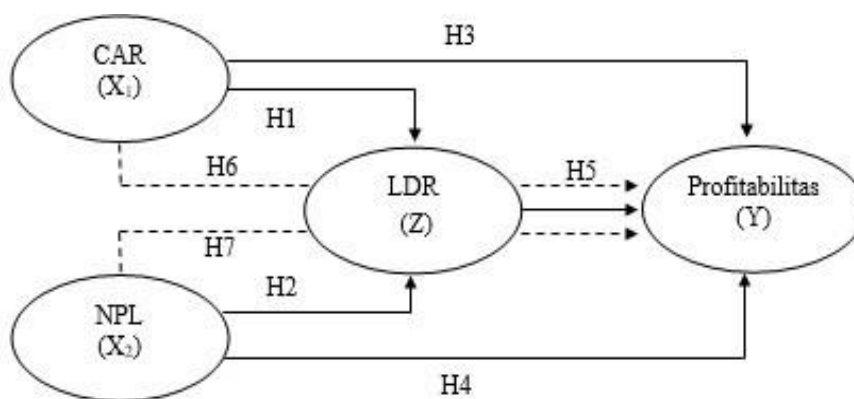 H3
CAR
(X₁)
H1
H6
H5
LDR
(Z)
Profitabilitas
(Y)
H7
H2
NPL
(X₂)
H4